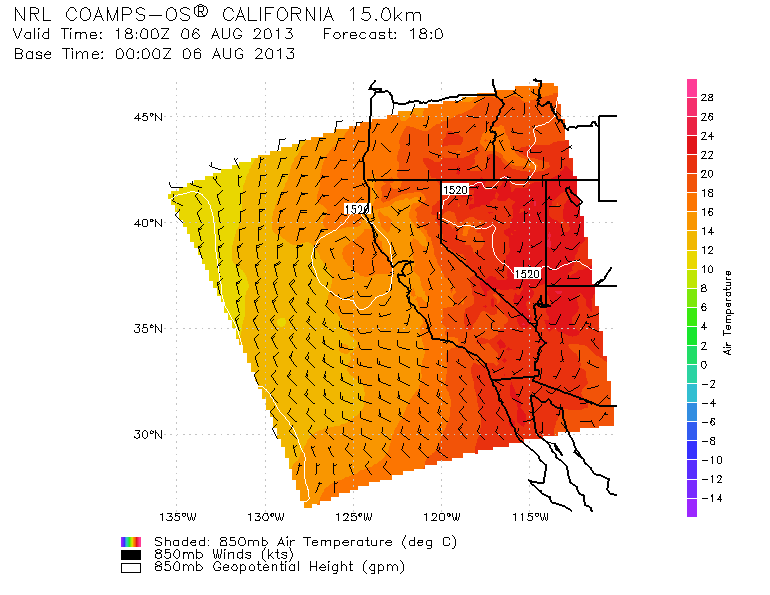 NRL COAMPS-OS® CALIFORNIA 15.0km
Valid Time: 18:00Z 06 AUG 2013 Forecast: 18:0
Base Time: 00:00Z 06 AUG 2013
45°N
40°N
35°N
30°N
135°W 130°W 125°W 120°W 115°W
1520
1520
1520
28
26
24
22
20
18
16
14
12
10
8
6
4
2
0
-2
-4
-6
-8
-10
-12
-14
Air Temperature
Shaded: 850mb Air Temperature (deg C)
850mb Winds (kts)
850mb Geopotential Height (gpm)